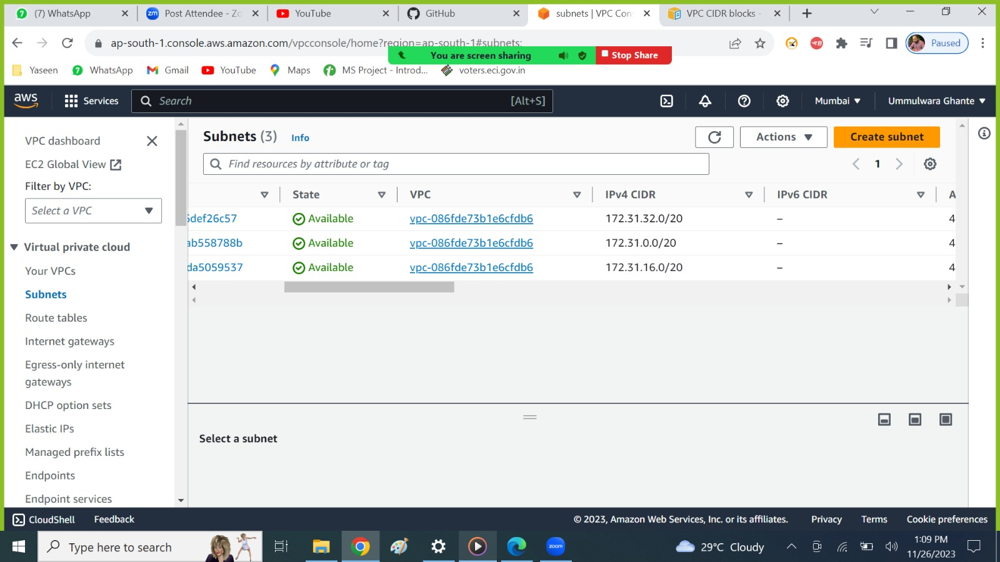 (7) WhatsApp
Post Attendee - Zo
YouTube
GitHub
subnets | VPC Con
VPC CIDR blocks -
ap-south-1.console.aws.amazon.com/vpcconsole/home?region=ap-south-1#subnets:
Paused
You are screen sharing
Stop Share
Yaseen
WhatsApp
Gmail
YouTube
Maps
MS Project - Introd...
voters.eci.gov.in
aws
Services
Search
[Alt+S]
Mumbai
Ummulwara Ghante
VPC dashboard
EC2 Global View
Filter by VPC:
Select a VPC
Virtual private cloud
Your VPCs
Subnets
Route tables
Internet gateways
Egress-only internet
gateways
DHCP option sets
Elastic IPs
Managed prefix lists
Endpoints
Endpoint services
Subnets (3) Info
Actions
Create subnet
Find resources by attribute or tag
1
State VPC IPv4 CIDR IPv6 CIDR A
def26c57 Available vpc-086fde73b1e6cfdb6 172.31.32.0/20 – 4
ab558788b Available vpc-086fde73b1e6cfdb6 172.31.0.0/20 – 4
da5059537 Available vpc-086fde73b1e6cfdb6 172.31.16.0/20 – 4
Select a subnet
CloudShell Feedback © 2023, Amazon Web Services, Inc. or its affiliates. Privacy Terms Cookie preferences
Type here to search
zoom
29°C Cloudy
1:09 PM
11/26/2023